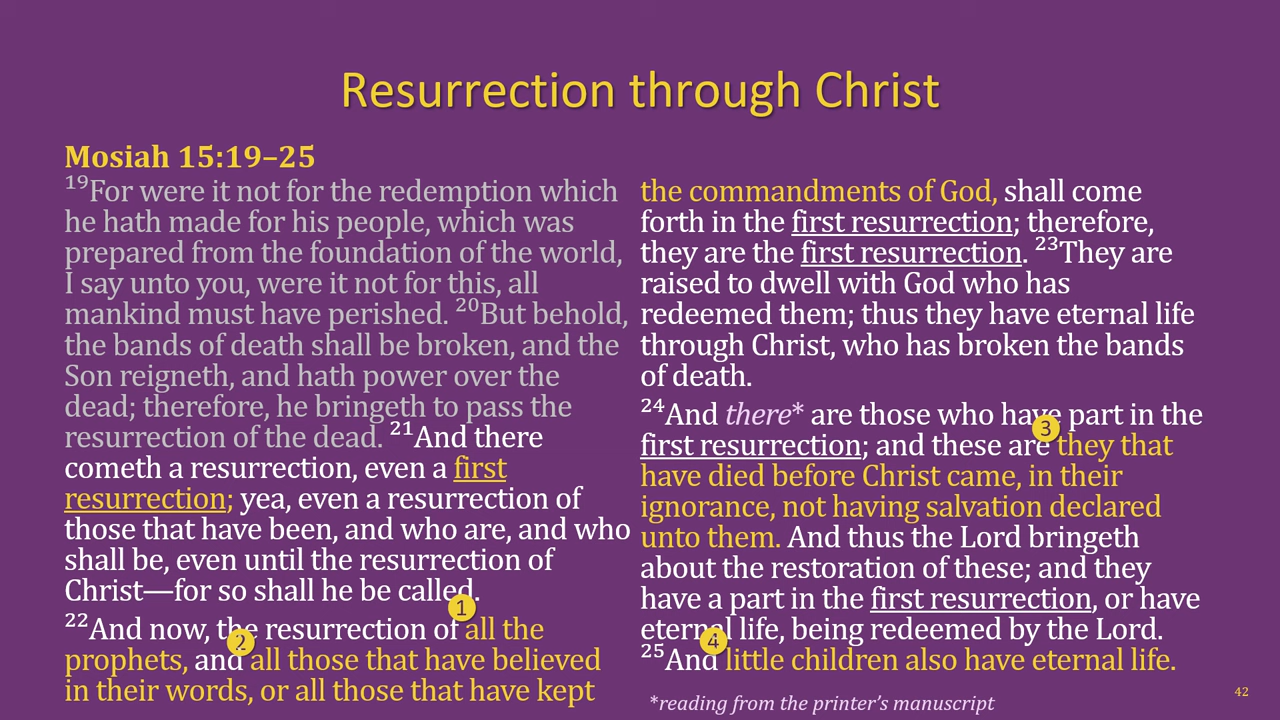 Resurrection through Christ
Mosiah 15:19–25
¹⁹For were it not for the redemption which
he hath made for his people, which was
prepared from the foundation of the world,
I say unto you, were it not for this, all
mankind must have perished. ²⁰But behold,
the bands of death shall be broken, and the
Son reigneth, and hath power over the
dead; therefore, he bringeth to pass the
resurrection of the dead. ²¹And there
cometh a resurrection, even a first
resurrection; yea, even a resurrection of
those that have been, and who are, and who
shall be, even until the resurrection of
Christ—for so shall he be called.
1
²²And now, the resurrection of all the
2
prophets, and all those that have believed
in their words, or all those that have kept
the commandments of God, shall come
forth in the first resurrection; therefore,
they are the first resurrection. ²³They are
raised to dwell with God who has
redeemed them; thus they have eternal life
through Christ, who has broken the bands
of death.
²⁴And there* are those who have part in the
3
first resurrection; and these are they that
have died before Christ came, in their
ignorance, not having salvation declared
unto them. And thus the Lord bringeth
about the restoration of these; and they
have a part in the first resurrection, or have
eternal life, being redeemed by the Lord.
4
²⁵And little children also have eternal life.
*reading from the printer's manuscript
42